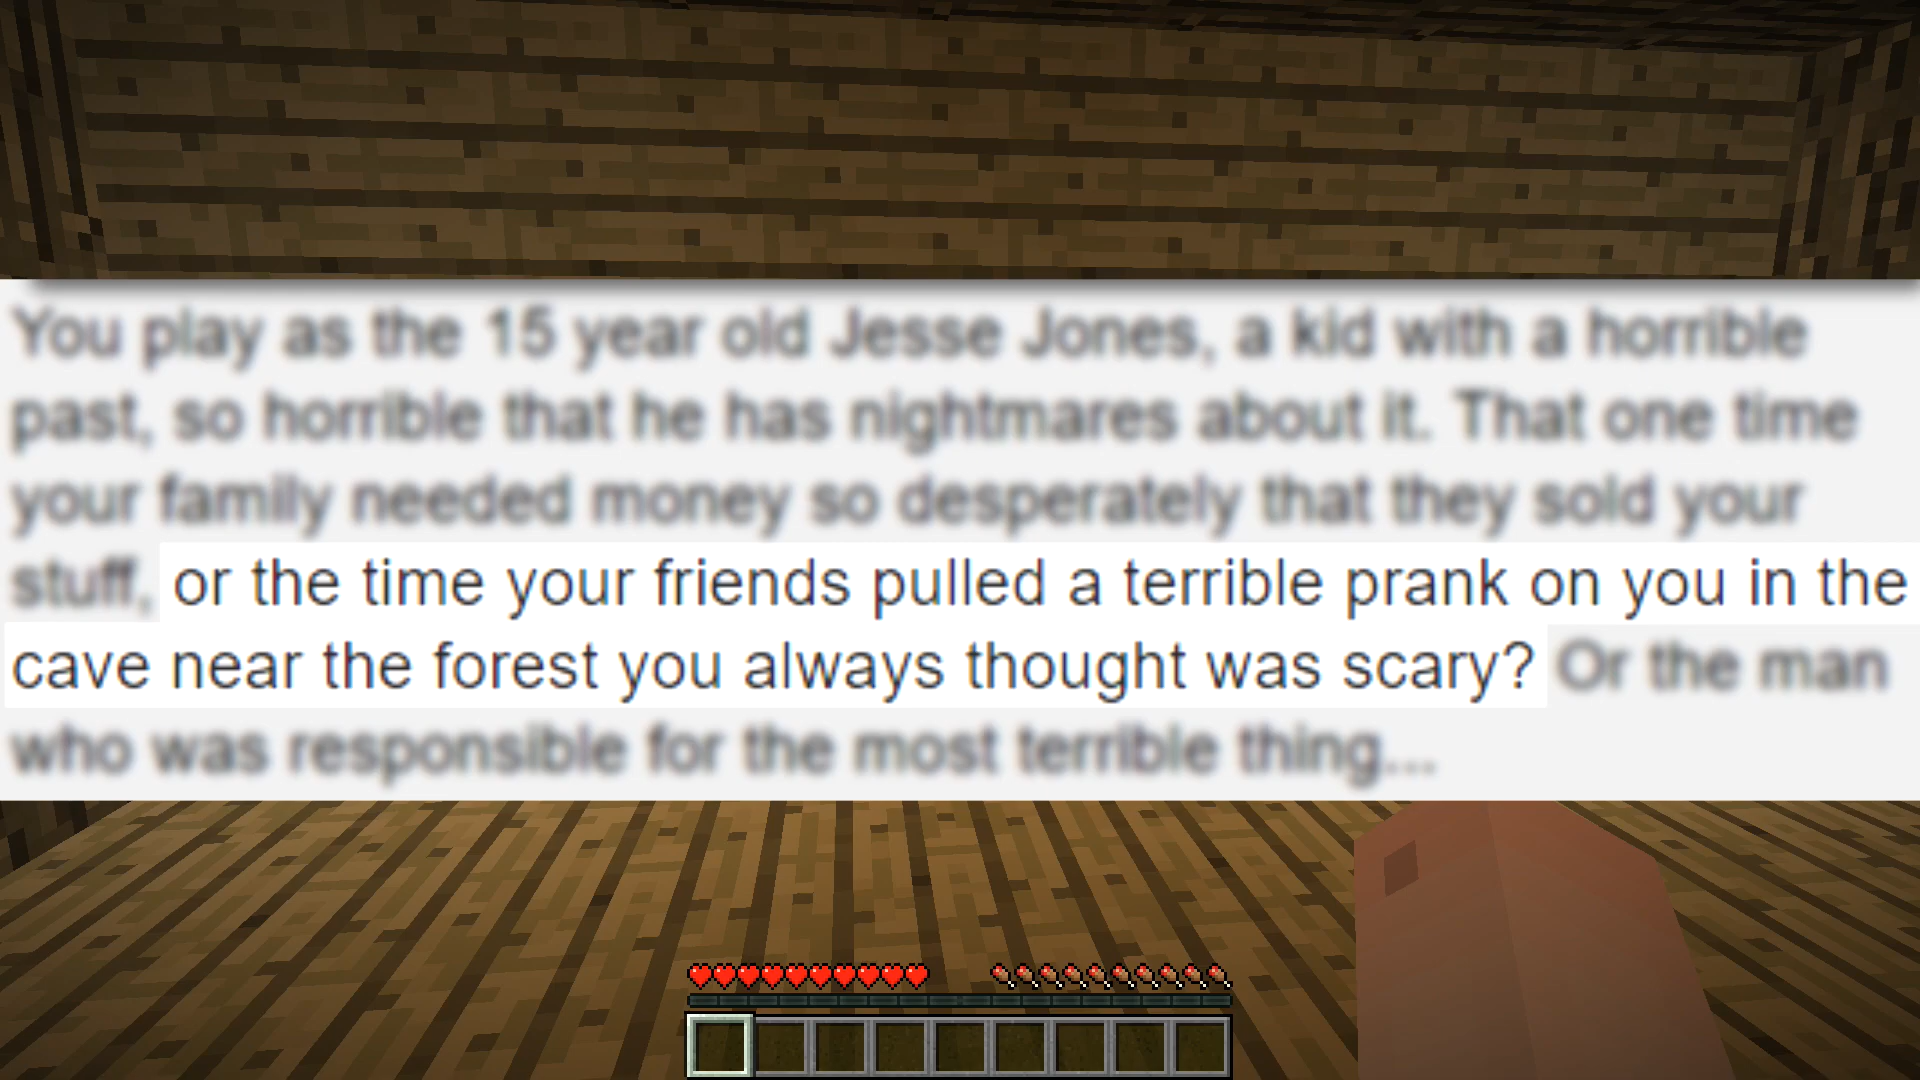 You play as the 15 year old Jesse Jones, a kid with a horrible
past, so horrible that he has nightmares about it. That one time
your family needed money so desperately that they sold your
stuff, or the time your friends pulled a terrible prank on you in the
cave near the forest you always thought was scary? Or the man
who was responsible for the most terrible thing...